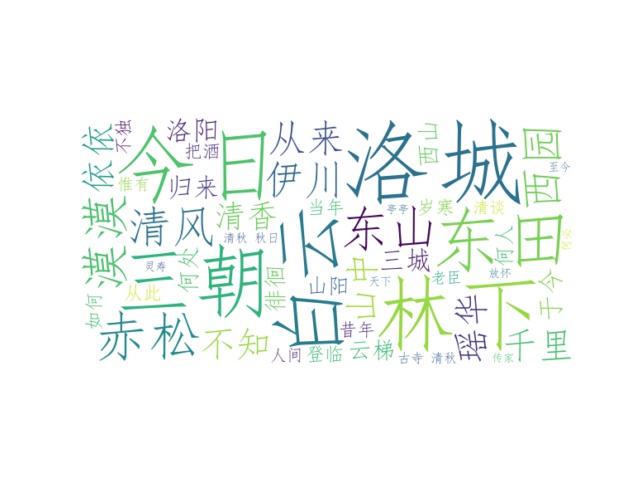 今日
洛城
三朝
白云
林下
东田
东山
赤松
清风
漠漠
依依
不独
洛阳
把酒
惟有
归来
从来
伊川
清香
当年
西山
西园
至今
亭亭
岁寒
清谈
何人
何必
清秋
秋日
三城
灵寿
何处
从此
如何
徘徊
山阳
山中
天下
老臣
放怀
于今
瑶华
千里
不知
昔年
人间
登临
云梯
古寺
清秋
传家